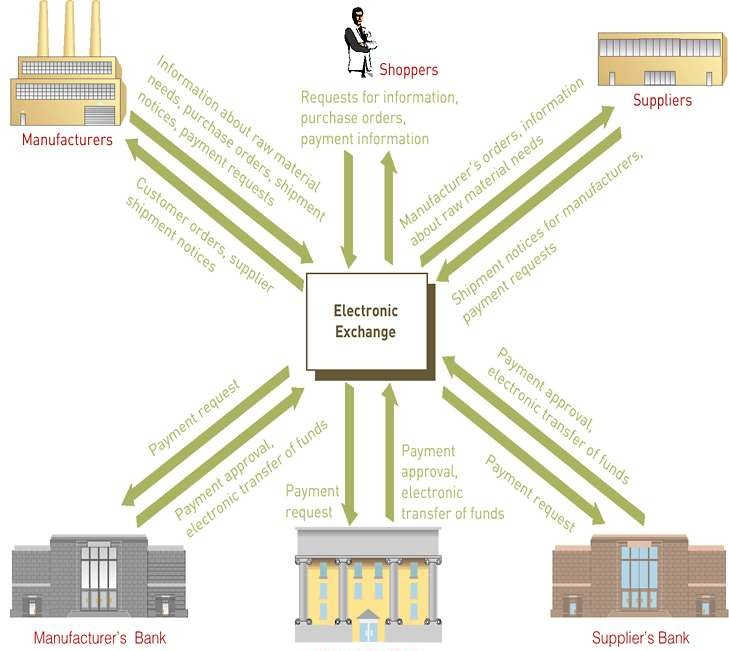 Shoppers
Manufacturers
Suppliers
Information about raw material
needs, purchase orders, shipment
notices, payment requests
Customer orders, supplier
shipment notices
Requests for information,
purchase orders,
payment information
Manufacturer's orders, information
about raw material needs
Shipment notices for manufacturers,
payment requests
Electronic
Exchange
Payment request
Payment approval,
electronic transfer of funds
Payment
request
Payment
approval,
electronic
transfer of funds
Payment approval,
electronic transfer of funds
Payment request
Manufacturer's Bank
Supplier's Bank